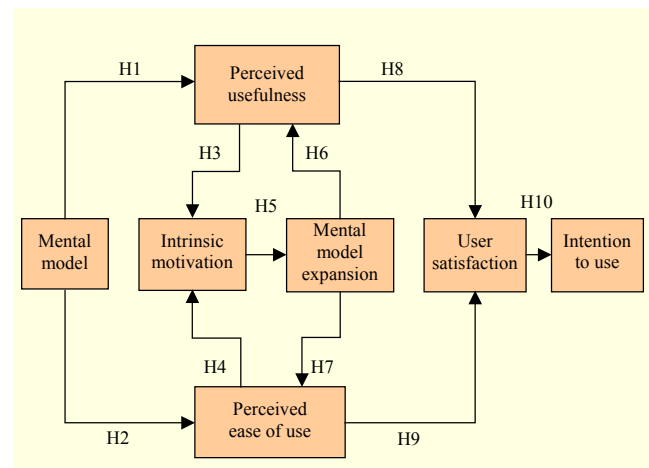 H1
Perceived
usefulness
H8
H3
H6
H5
H10
Mental
model
Intrinsic
motivation
Mental
model
expansion
User
satisfaction
Intention
to use
H4
H7
H2
Perceived
ease of use
H9